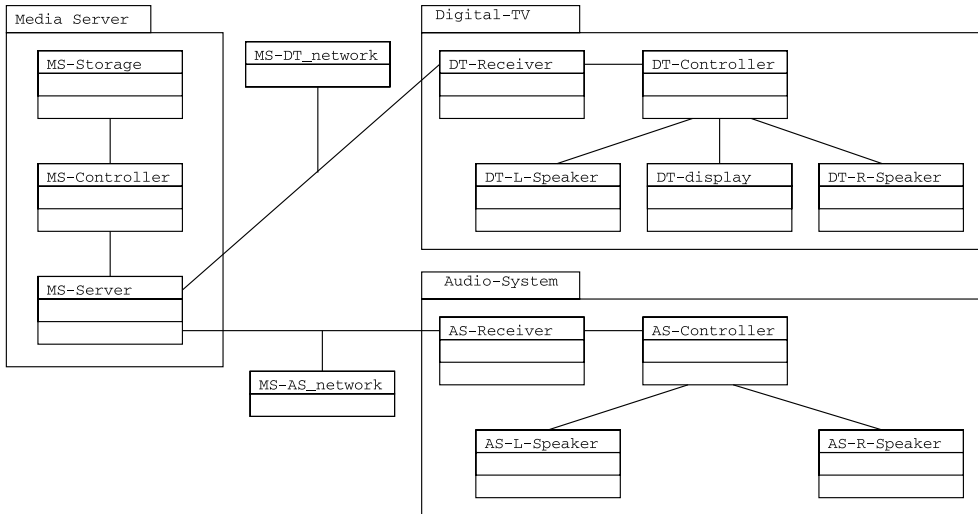 Media Server
MS-Storage
MS-Controller
MS-Server
MS-DT_network
MS-AS_network
Digital-TV
DT-Receiver
DT-Controller
DT-L-Speaker
DT-display
DT-R-Speaker
Audio-System
AS-Receiver
AS-Controller
AS-L-Speaker
AS-R-Speaker